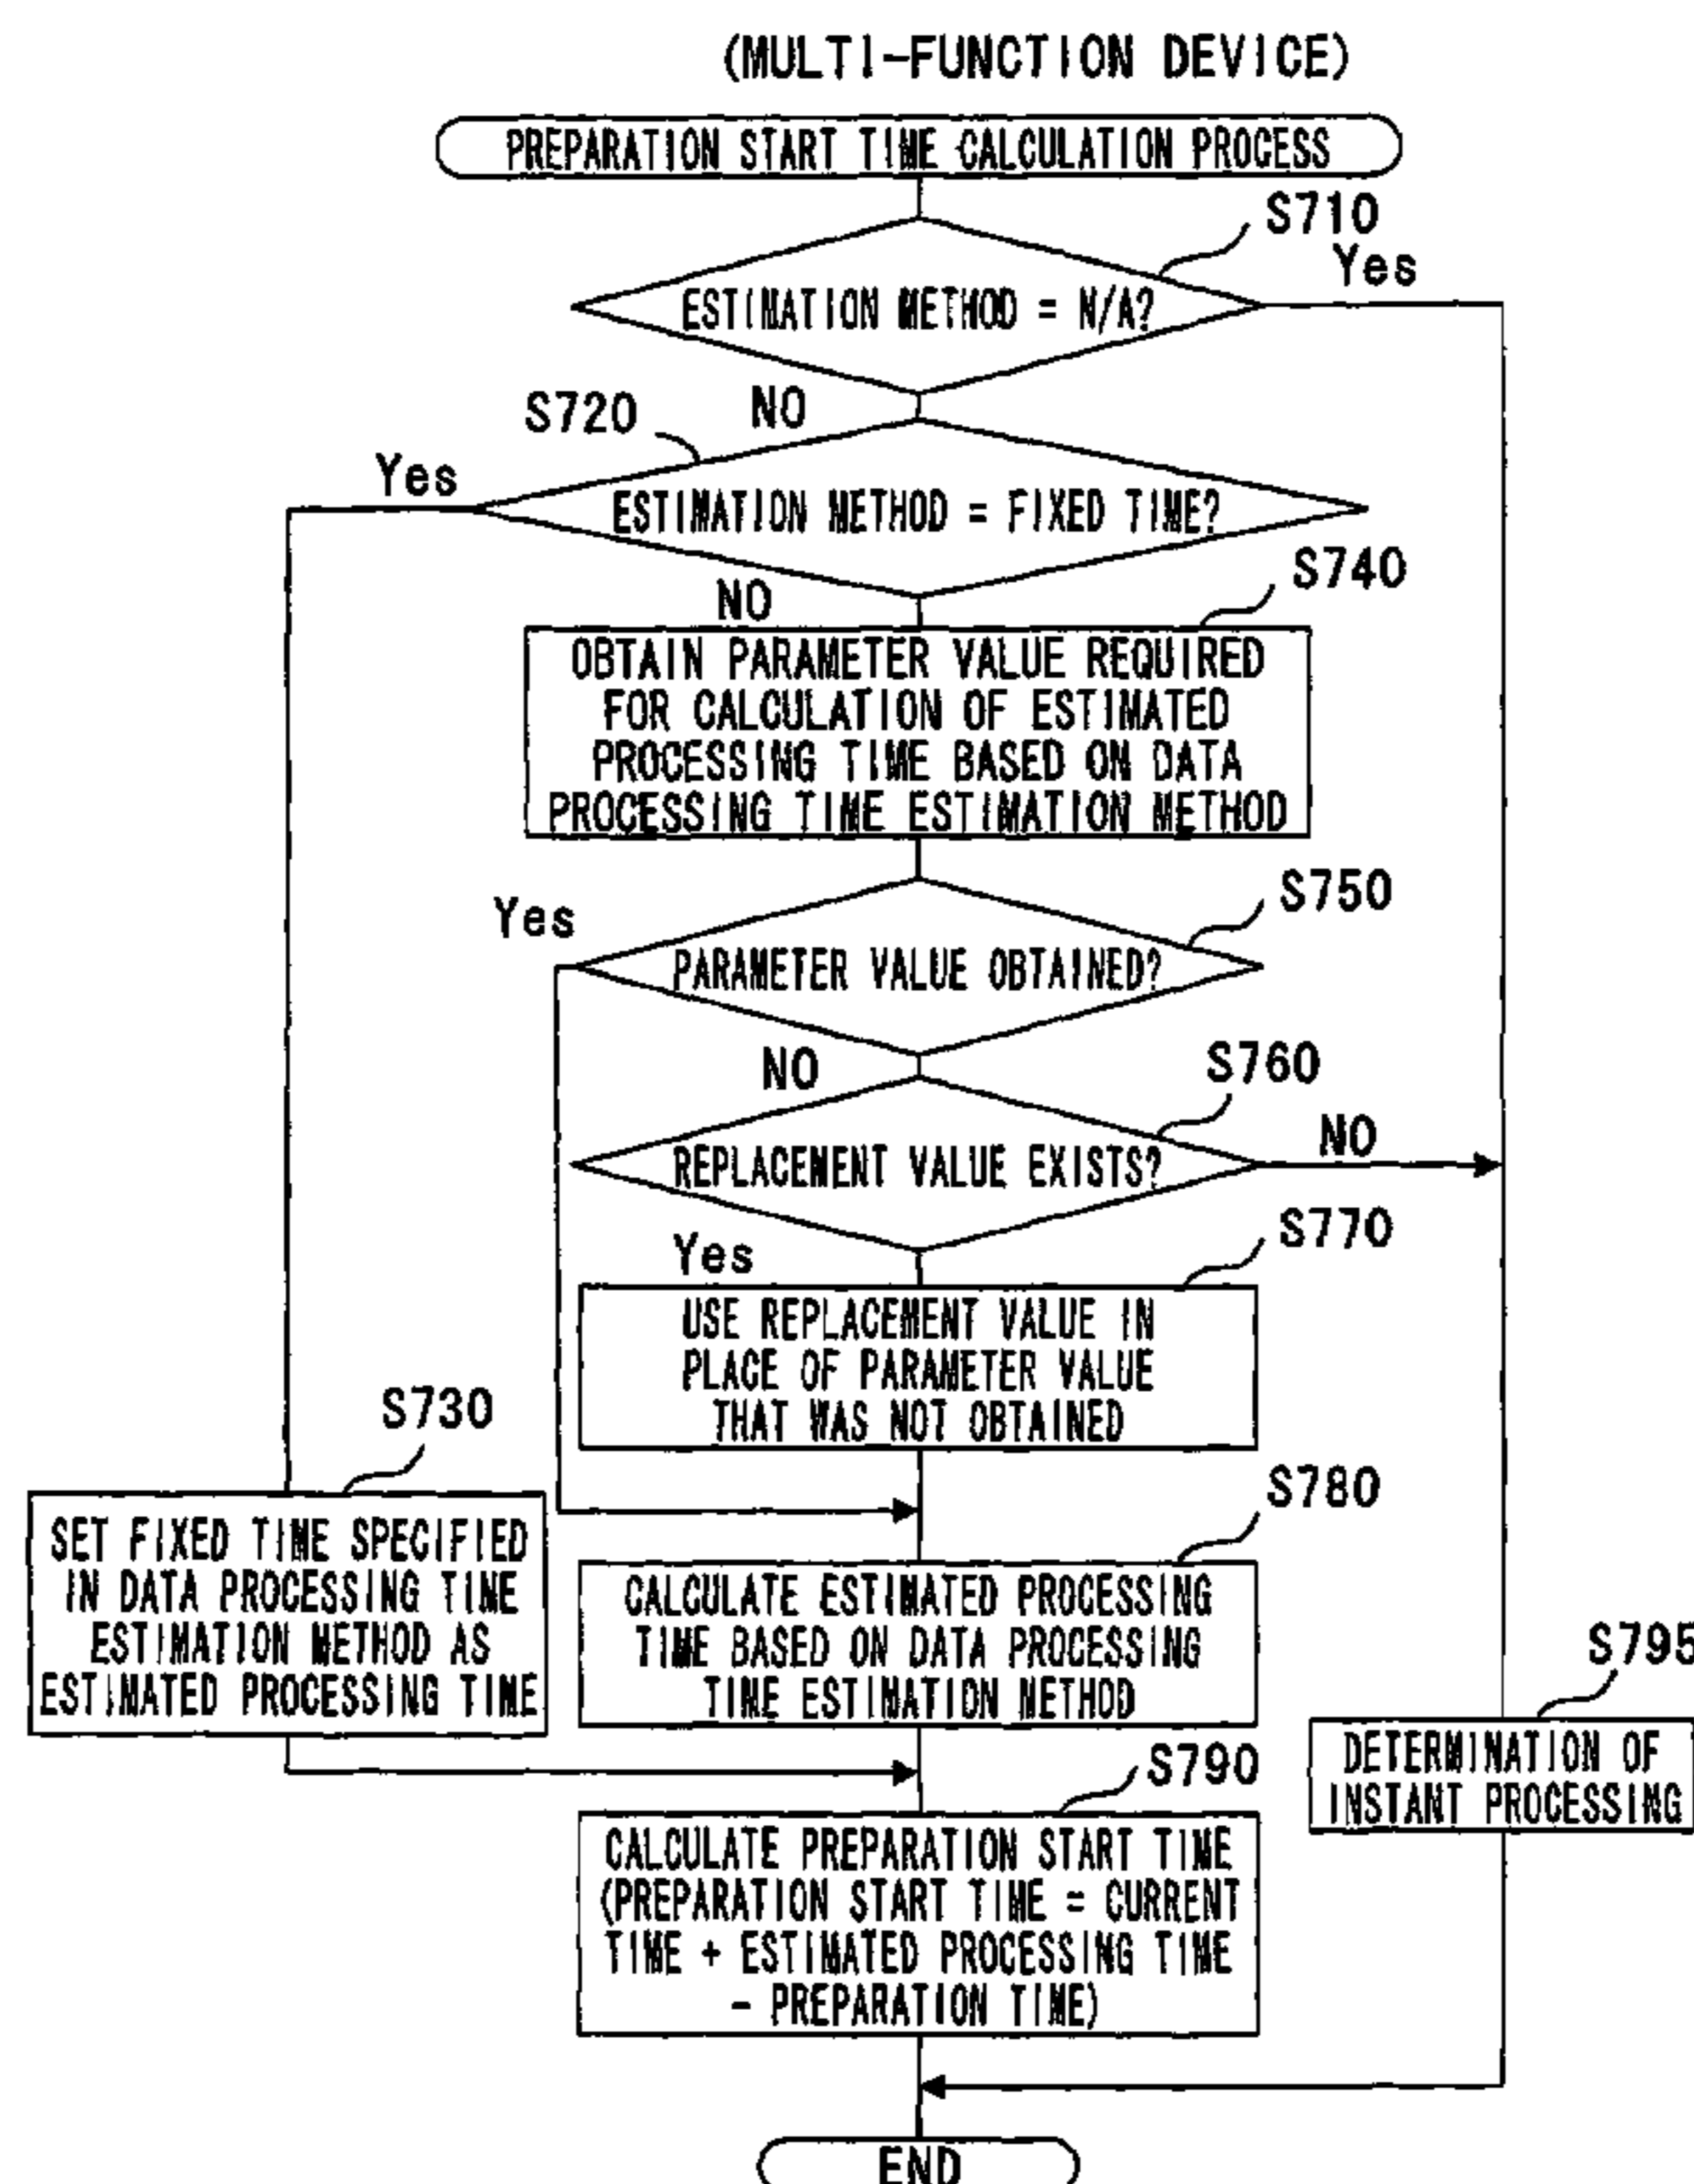 (MULTI-FUNCTION DEVICE)
PREPARATION START TIME CALCULATION PROCESS
S710
Yes
ESTIMATION METHOD = N/A?
NO
S720
Yes
ESTIMATION METHOD = FIXED TIME?
NO
S740
OBTAIN PARAMETER VALUE REQUIRED
FOR CALCULATION OF ESTIMATED
PROCESSING TIME BASED ON DATA
PROCESSING TIME ESTIMATION METHOD
S750
Yes
PARAMETER VALUE OBTAINED?
NO
S760
NO
REPLACEMENT VALUE EXISTS?
Yes
S770
USE REPLACEMENT VALUE IN
PLACE OF PARAMETER VALUE
THAT WAS NOT OBTAINED
S730
SET FIXED TIME SPECIFIED
IN DATA PROCESSING TIME
ESTIMATION METHOD AS
ESTIMATED PROCESSING TIME
S780
CALCULATE ESTIMATED PROCESSING
TIME BASED ON DATA PROCESSING
TIME ESTIMATION METHOD
S795
DETERMINATION OF
INSTANT PROCESSING
S790
CALCULATE PREPARATION START TIME
(PREPARATION START TIME = CURRENT
TIME + ESTIMATED PROCESSING TIME
- PREPARATION TIME)
END